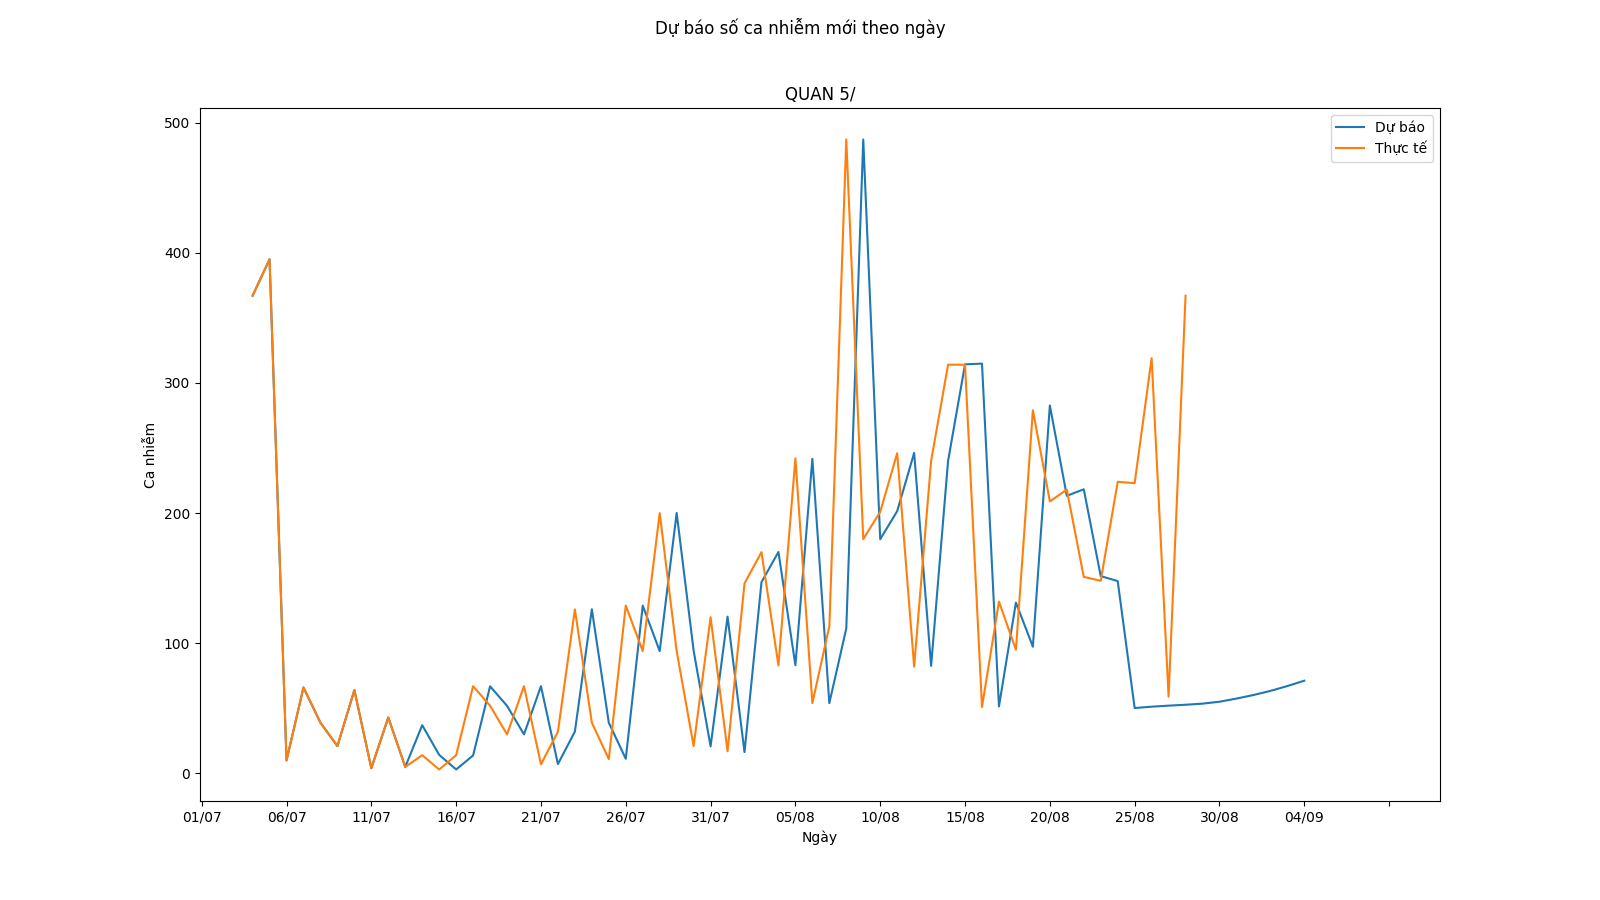 Dự báo số ca nhiễm mới theo ngày
QUAN 5/
Dự báo
Thực tế
500
400
300
200
100
0
Ca nhiễm
01/07 06/07 11/07 16/07 21/07 26/07 31/07 05/08 10/08 15/08 20/08 25/08 30/08 04/09
Ngày